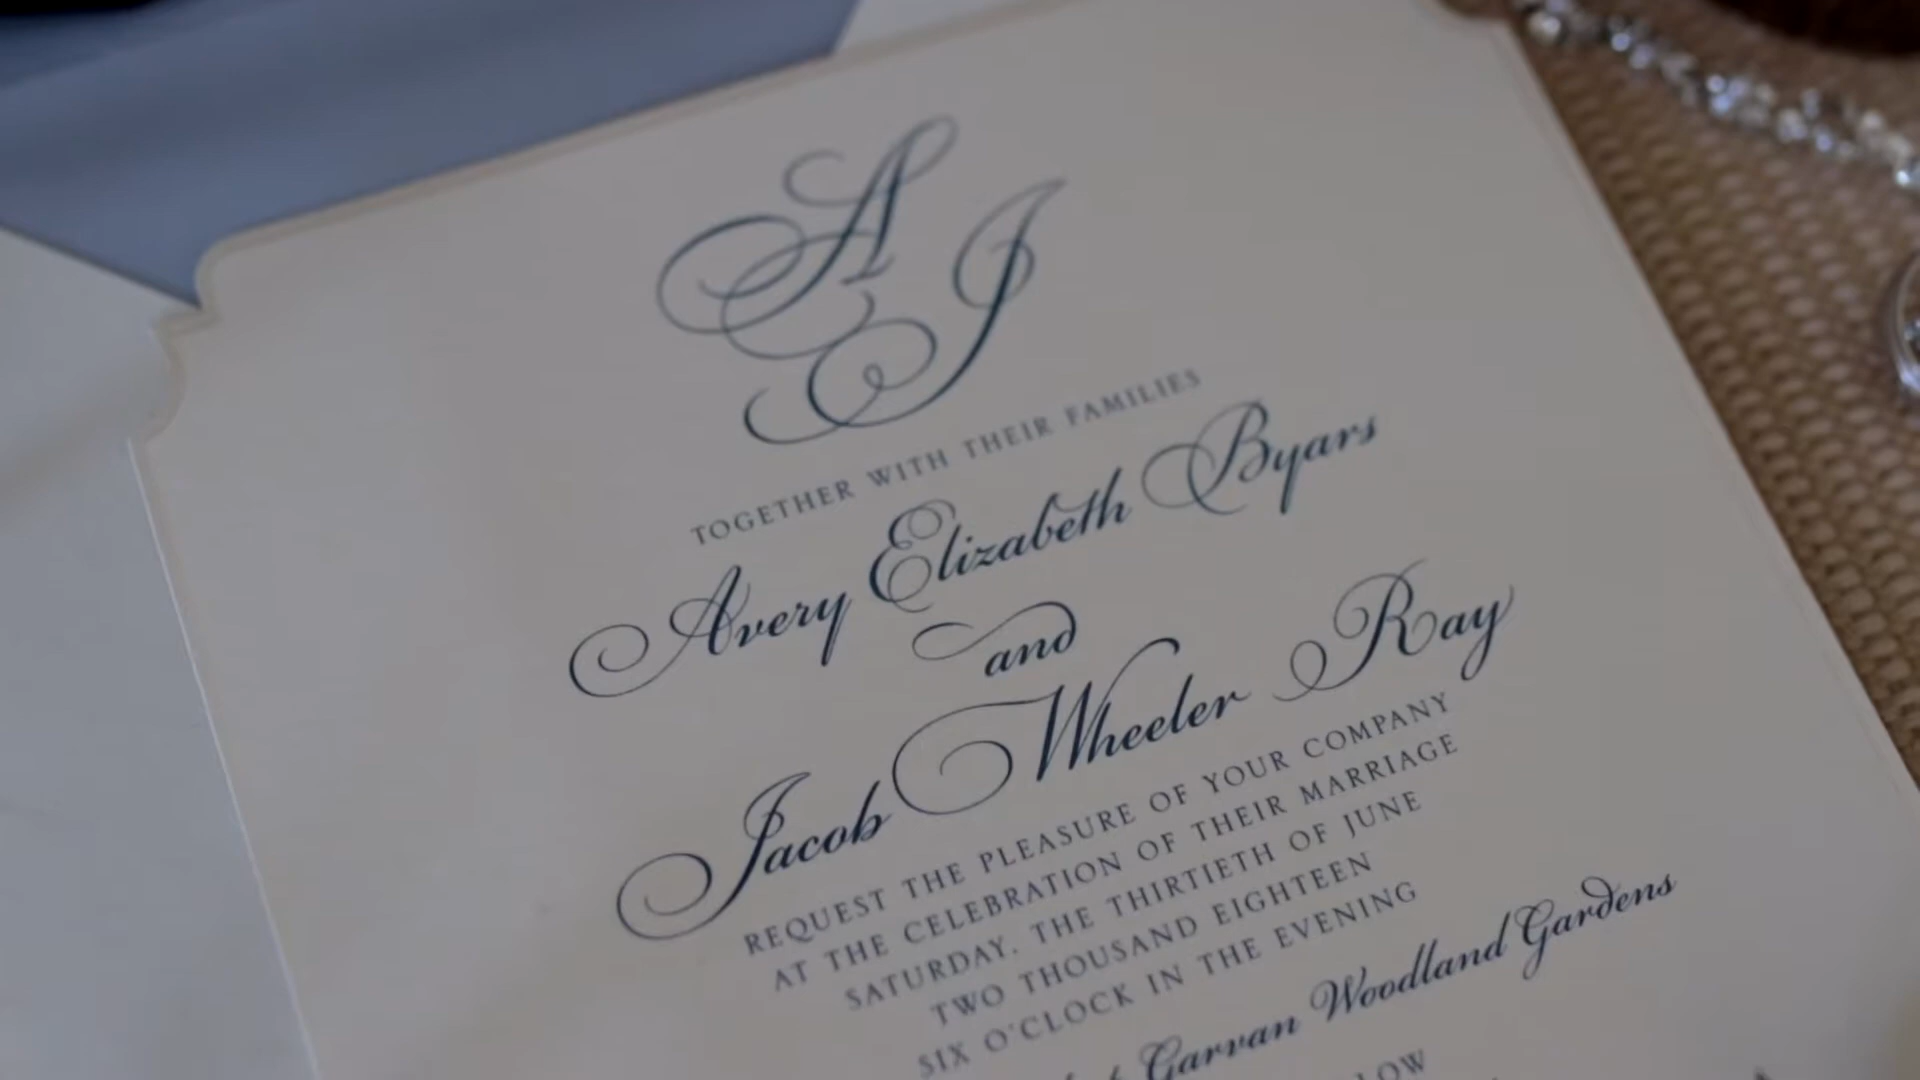 A
&
J
TOGETHER WITH THEIR FAMILIES
Avery Elizabeth Byars
and
Jacob Wheeler Ray
REQUEST THE PLEASURE OF YOUR COMPANY
AT THE CELEBRATION OF THEIR MARRIAGE
SATURDAY, THE THIRTIETH OF JUNE
TWO THOUSAND EIGHTEEN
SIX O'CLOCK IN THE EVENING
Garvan Woodland Gardens